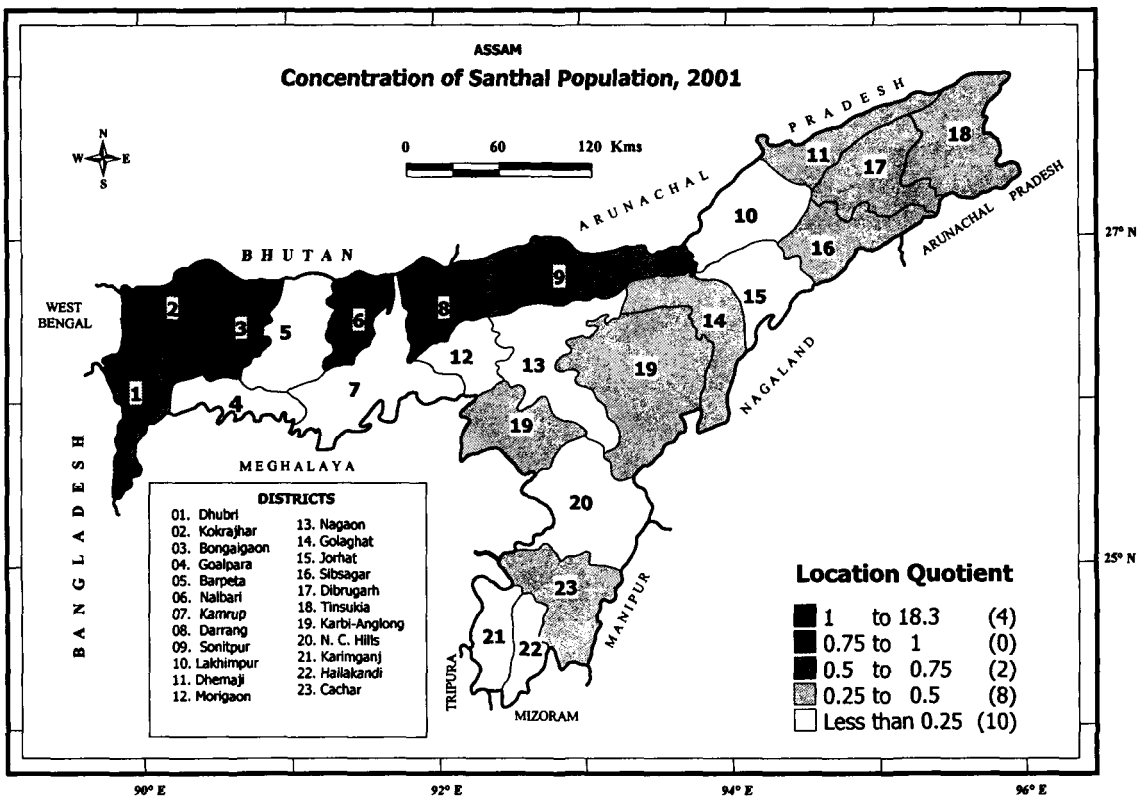 ASSAM
Concentration of Santhal Population, 2001
N
W E
S
0 60 120 Kms
ARUNACHAL PRADESH
ARUNACHAL PRADESH
BHUTAN
WEST
BENGAL
BANGLADESH
MEGHALAYA
NAGALAND
MANIPUR
TRIPURA
MIZORAM
27° N
25° N
1
2
3
4
5
6
7
8
9
10
11
12
13
14
15
16
17
18
19
19
20
21
22
23
DISTRICTS
01. Dhubri
02. Kokrajhar
03. Bongaigaon
04. Goalpara
05. Barpeta
06. Nalbari
07. Kamrup
08. Darrang
09. Sonitpur
10. Lakhimpur
11. Dhemaji
12. Morigaon
13. Nagaon
14. Golaghat
15. Jorhat
16. Sibsagar
17. Dibrugarh
18. Tinsukia
19. Karbi-Anglong
20. N. C. Hills
21. Karimganj
22. Hailakandi
23. Cachar
Location Quotient
1 to 18.3 (4)
0.75 to 1 (0)
0.5 to 0.75 (2)
0.25 to 0.5 (8)
Less than 0.25 (10)
90° E 92° E 94° E 96° E